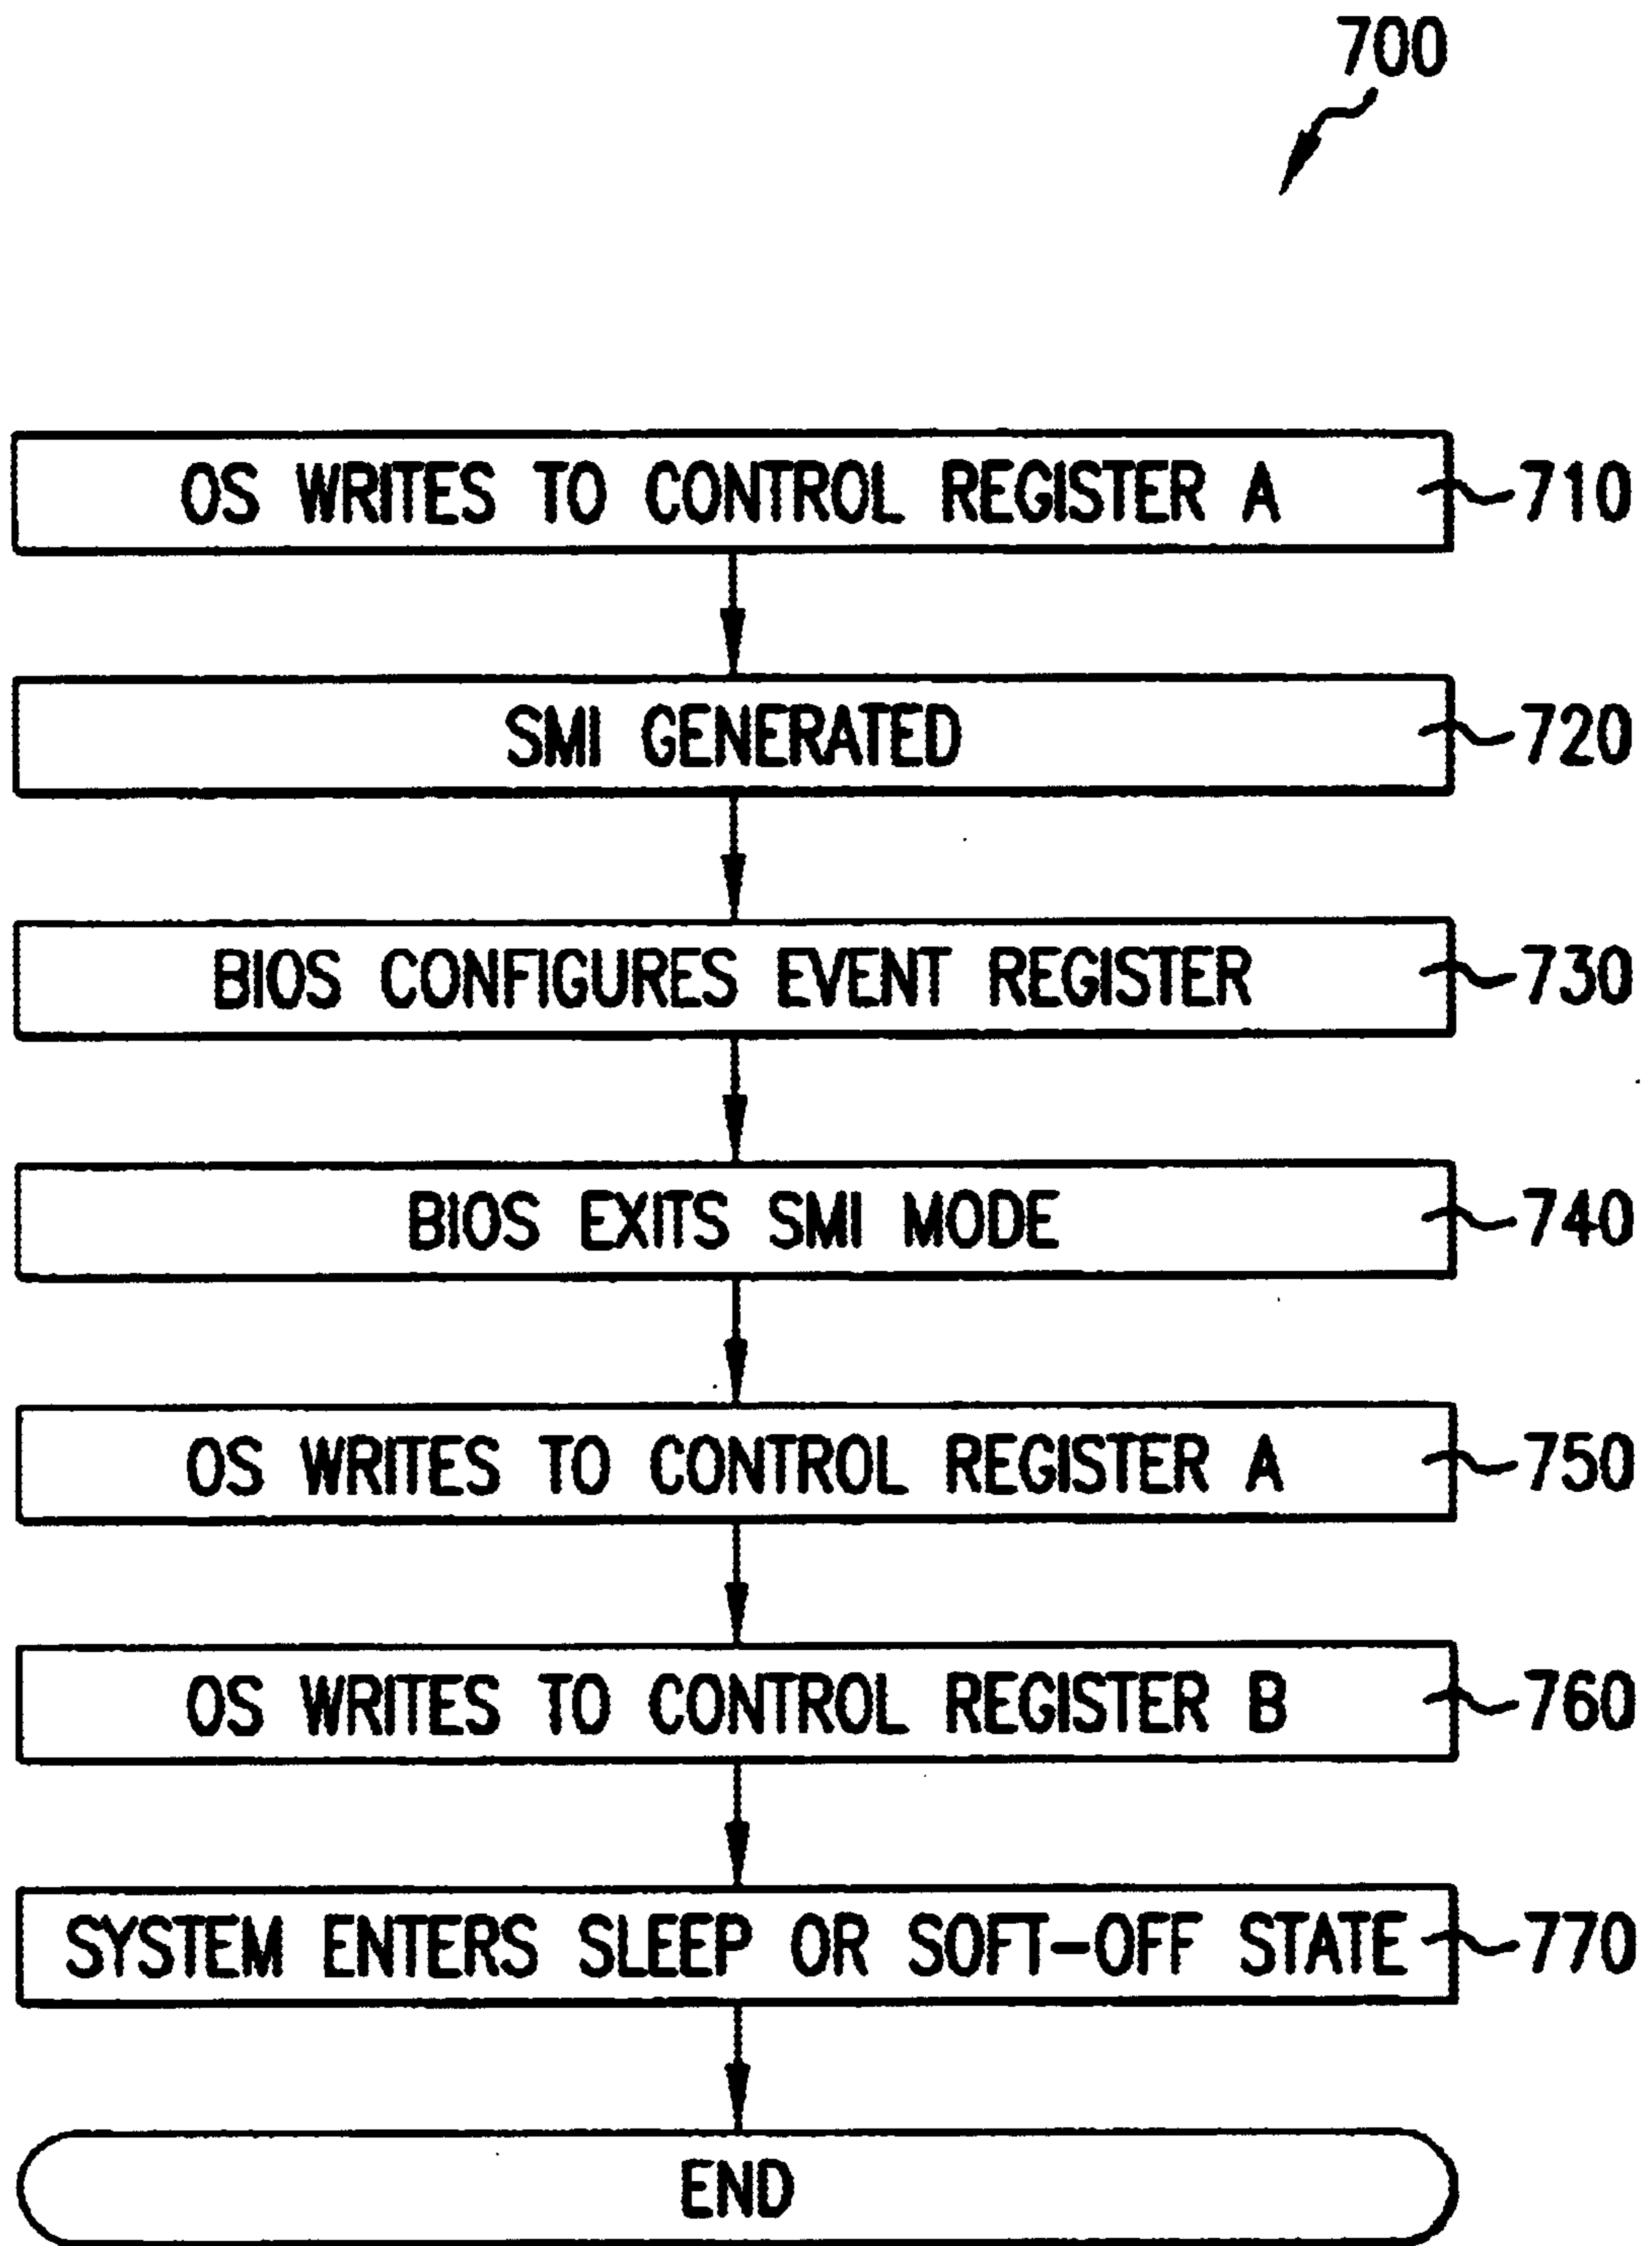 700
OS WRITES TO CONTROL REGISTER A
710
SMI GENERATED
720
BIOS CONFIGURES EVENT REGISTER
730
BIOS EXITS SMI MODE
740
OS WRITES TO CONTROL REGISTER A
750
OS WRITES TO CONTROL REGISTER B
760
SYSTEM ENTERS SLEEP OR SOFT-OFF STATE
770
END